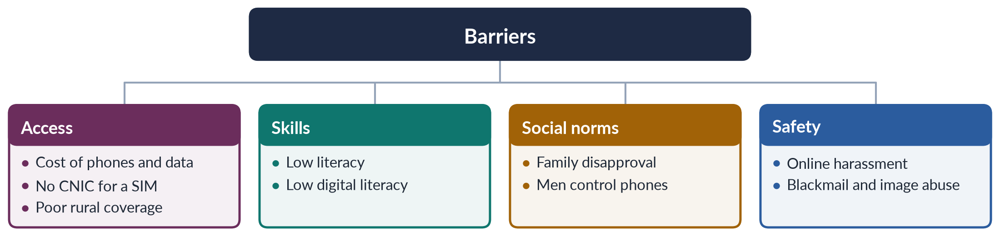 Barriers
Access
Cost of phones and data
No CNIC for a SIM
Poor rural coverage
Skills
Low literacy
Low digital literacy
Social norms
Family disapproval
Men control phones
Safety
Online harassment
Blackmail and image abuse